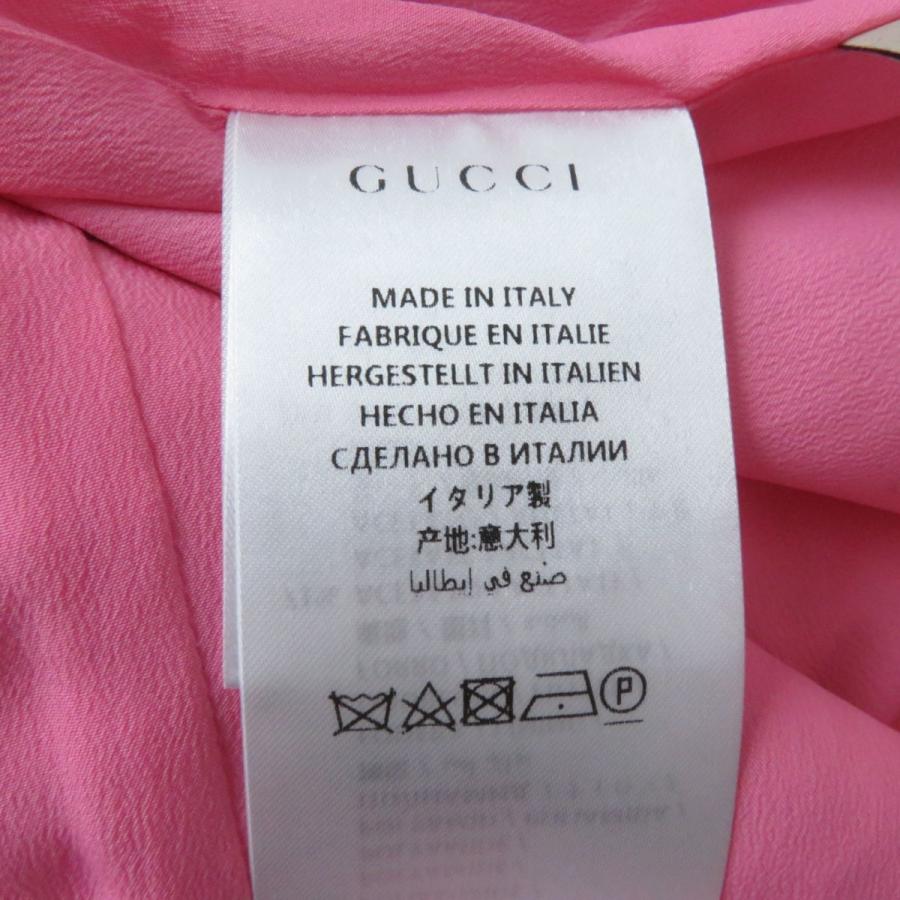 GUCCI
MADE IN ITALY
FABRIQUE EN ITALIE
HERGESTELLT IN ITALIEN
HECHO EN ITALIA
СДЕЛАНО В ИТАЛИИ
イタリア製
产地:意大利
صنع في إيطاليا
P